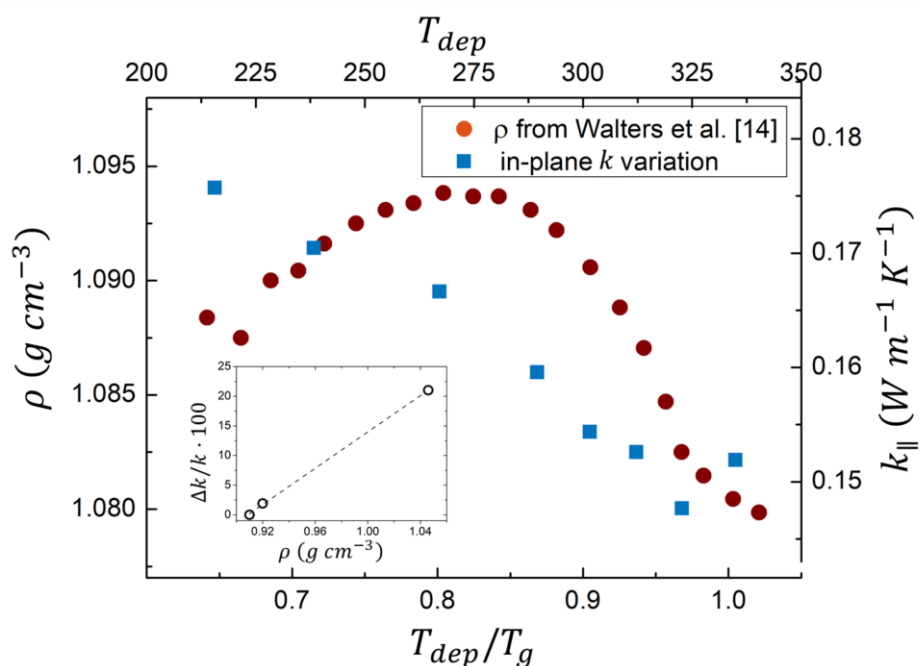 T_dep
200 225 250 275 300 325 350
ρ from Walters et al. [14]
in-plane k variation
ρ (g cm⁻³)
1.095
1.090
1.085
1.080
0.18
0.17
0.16
0.15
k_∥ (W m⁻¹ K⁻¹)
Δk/k · 100
25
20
15
10
5
0
0.92 0.96 1.00 1.04
ρ (g cm⁻³)
0.7 0.8 0.9 1.0
T_dep/T_g